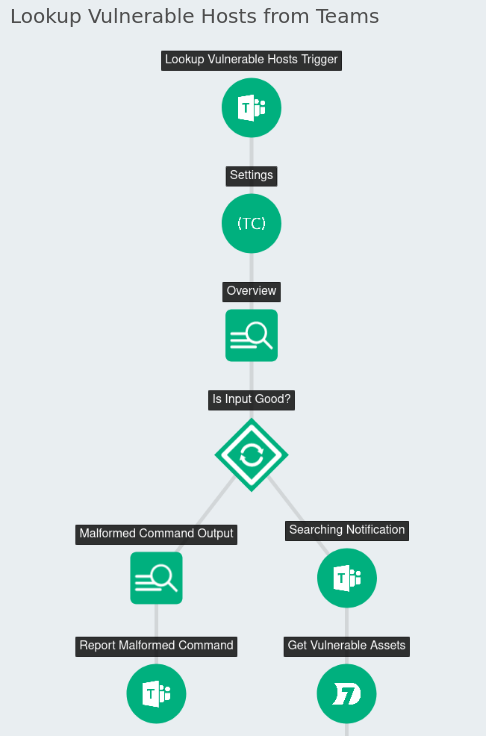 Lookup Vulnerable Hosts from Teams
Lookup Vulnerable Hosts Trigger
T
Settings
(TC)
Overview
Is Input Good?
Malformed Command Output
Searching Notification
T
Report Malformed Command
Get Vulnerable Assets
T